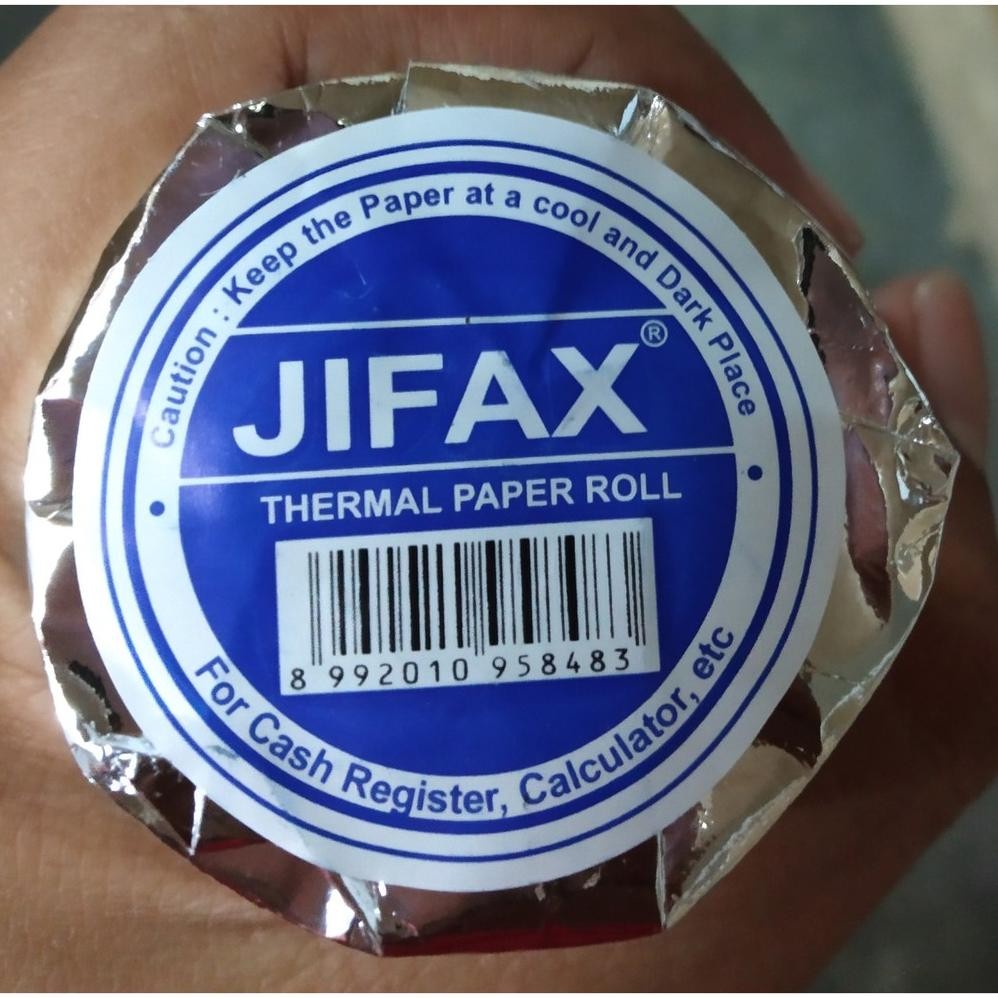 Caution : Keep the Paper at a cool and Dark Place
JIFAX®
THERMAL PAPER ROLL
8 992010 958483
For Cash Register, Calculator, etc